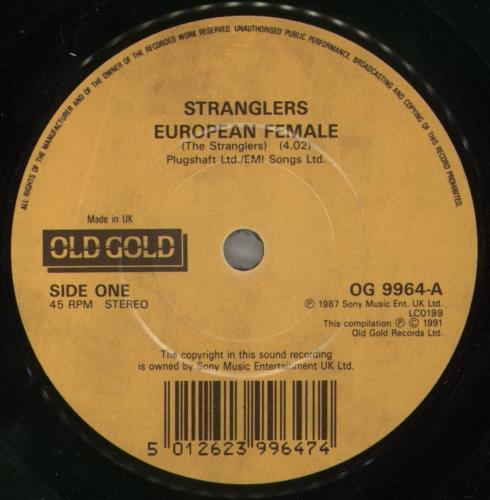 ALL RIGHTS OF THE MANUFACTURER AND OF THE OWNER OF THE RECORDED WORK RESERVED. UNAUTHORISED PUBLIC PERFORMANCE, BROADCASTING AND COPYING OF THIS RECORD PROHIBITED.
STRANGLERS
EUROPEAN FEMALE
(The Stranglers) (4.02)
Plugshaft Ltd./EMI Songs Ltd.
Made in UK
OLD GOLD
SIDE ONE
45 RPM STEREO
OG 9964-A
℗ 1987 Sony Music Ent. UK Ltd.
LC0199
This compilation ℗ © 1991
Old Gold Records Ltd.
The copyright in this sound recording
is owned by Sony Music Entertainment UK Ltd.
5 012623 996474